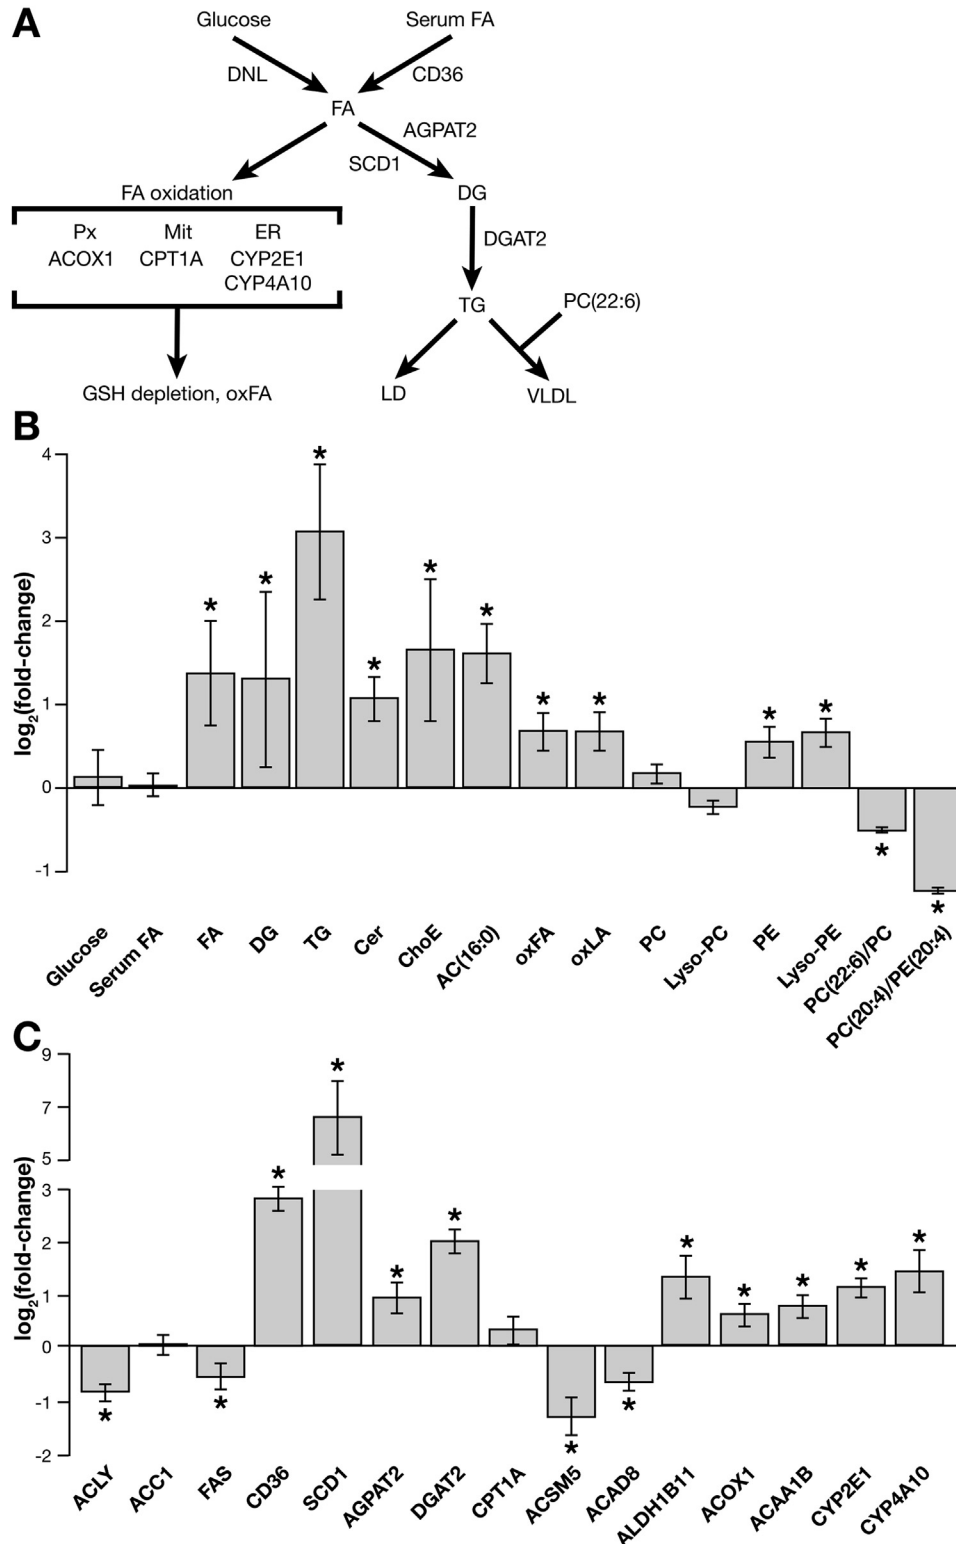 A
Glucose Serum FA
DNL CD36
FA
AGPAT2
SCD1
FA oxidation DG
Px Mit ER
ACOX1 CPT1A CYP2E1
CYP4A10
DGAT2
TG PC(22:6)
GSH depletion, oxFA LD VLDL
B
log2(fold-change)
4
3
2
1
0
-1
* * * * * * * * * * * *
Glucose Serum FA FA DG TG Cer ChoE AC(16:0) oxFA oxLA PC Lyso-PC PE Lyso-PE PC(22:6)/PC PC(20:4)/PE(20:4)
C
log2(fold-change)
9
7
5
3
2
1
0
-1
-2
* * * * * * * * * * * * *
ACLY ACC1 FAS CD36 SCD1 AGPAT2 DGAT2 CPT1A ACSM5 ACAD8 ALDH1B11 ACOX1 ACAA1B CYP2E1 CYP4A10